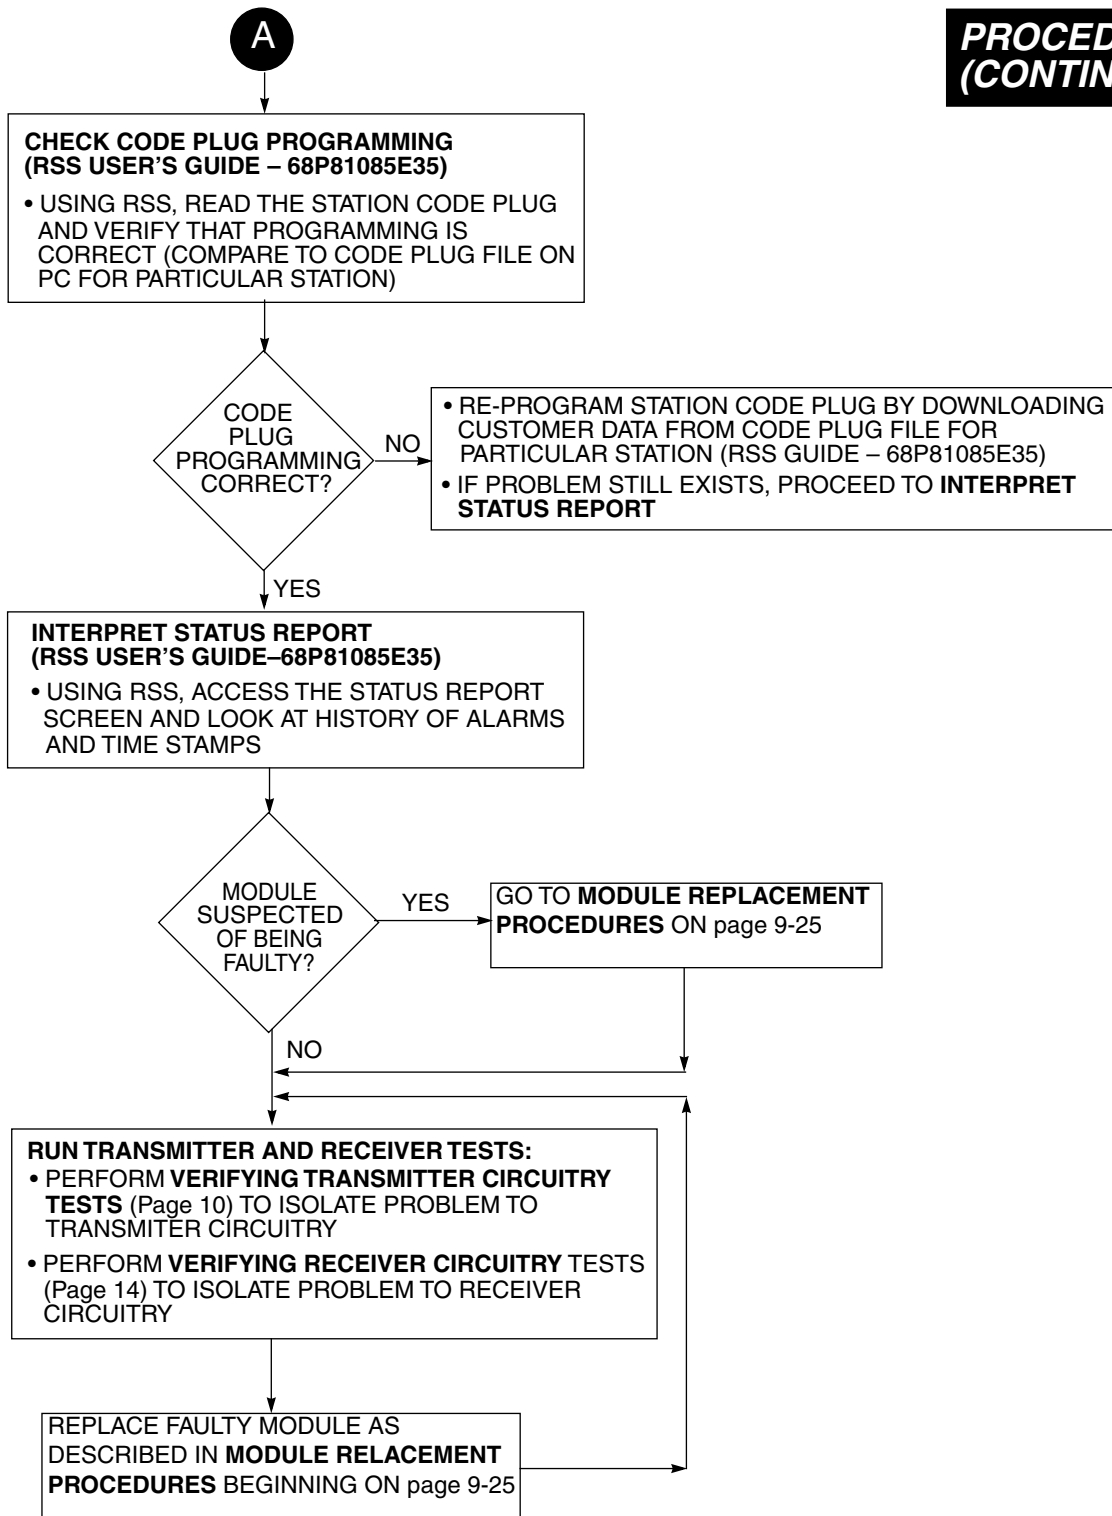 A
PROCED
(CONTIN
CHECK CODE PLUG PROGRAMMING
(RSS USER'S GUIDE – 68P81085E35)
• USING RSS, READ THE STATION CODE PLUG
AND VERIFY THAT PROGRAMMING IS
CORRECT (COMPARE TO CODE PLUG FILE ON
PC FOR PARTICULAR STATION)
CODE
PLUG
PROGRAMMING
CORRECT?
NO
• RE-PROGRAM STATION CODE PLUG BY DOWNLOADING
CUSTOMER DATA FROM CODE PLUG FILE FOR
PARTICULAR STATION (RSS GUIDE – 68P81085E35)
• IF PROBLEM STILL EXISTS, PROCEED TO INTERPRET
STATUS REPORT
YES
INTERPRET STATUS REPORT
(RSS USER'S GUIDE–68P81085E35)
• USING RSS, ACCESS THE STATUS REPORT
SCREEN AND LOOK AT HISTORY OF ALARMS
AND TIME STAMPS
MODULE
SUSPECTED
OF BEING
FAULTY?
YES
GO TO MODULE REPLACEMENT
PROCEDURES ON page 9-25
NO
RUN TRANSMITTER AND RECEIVER TESTS:
• PERFORM VERIFYING TRANSMITTER CIRCUITRY
TESTS (Page 10) TO ISOLATE PROBLEM TO
TRANSMITER CIRCUITRY
• PERFORM VERIFYING RECEIVER CIRCUITRY TESTS
(Page 14) TO ISOLATE PROBLEM TO RECEIVER
CIRCUITRY
REPLACE FAULTY MODULE AS
DESCRIBED IN MODULE RELACEMENT
PROCEDURES BEGINNING ON page 9-25